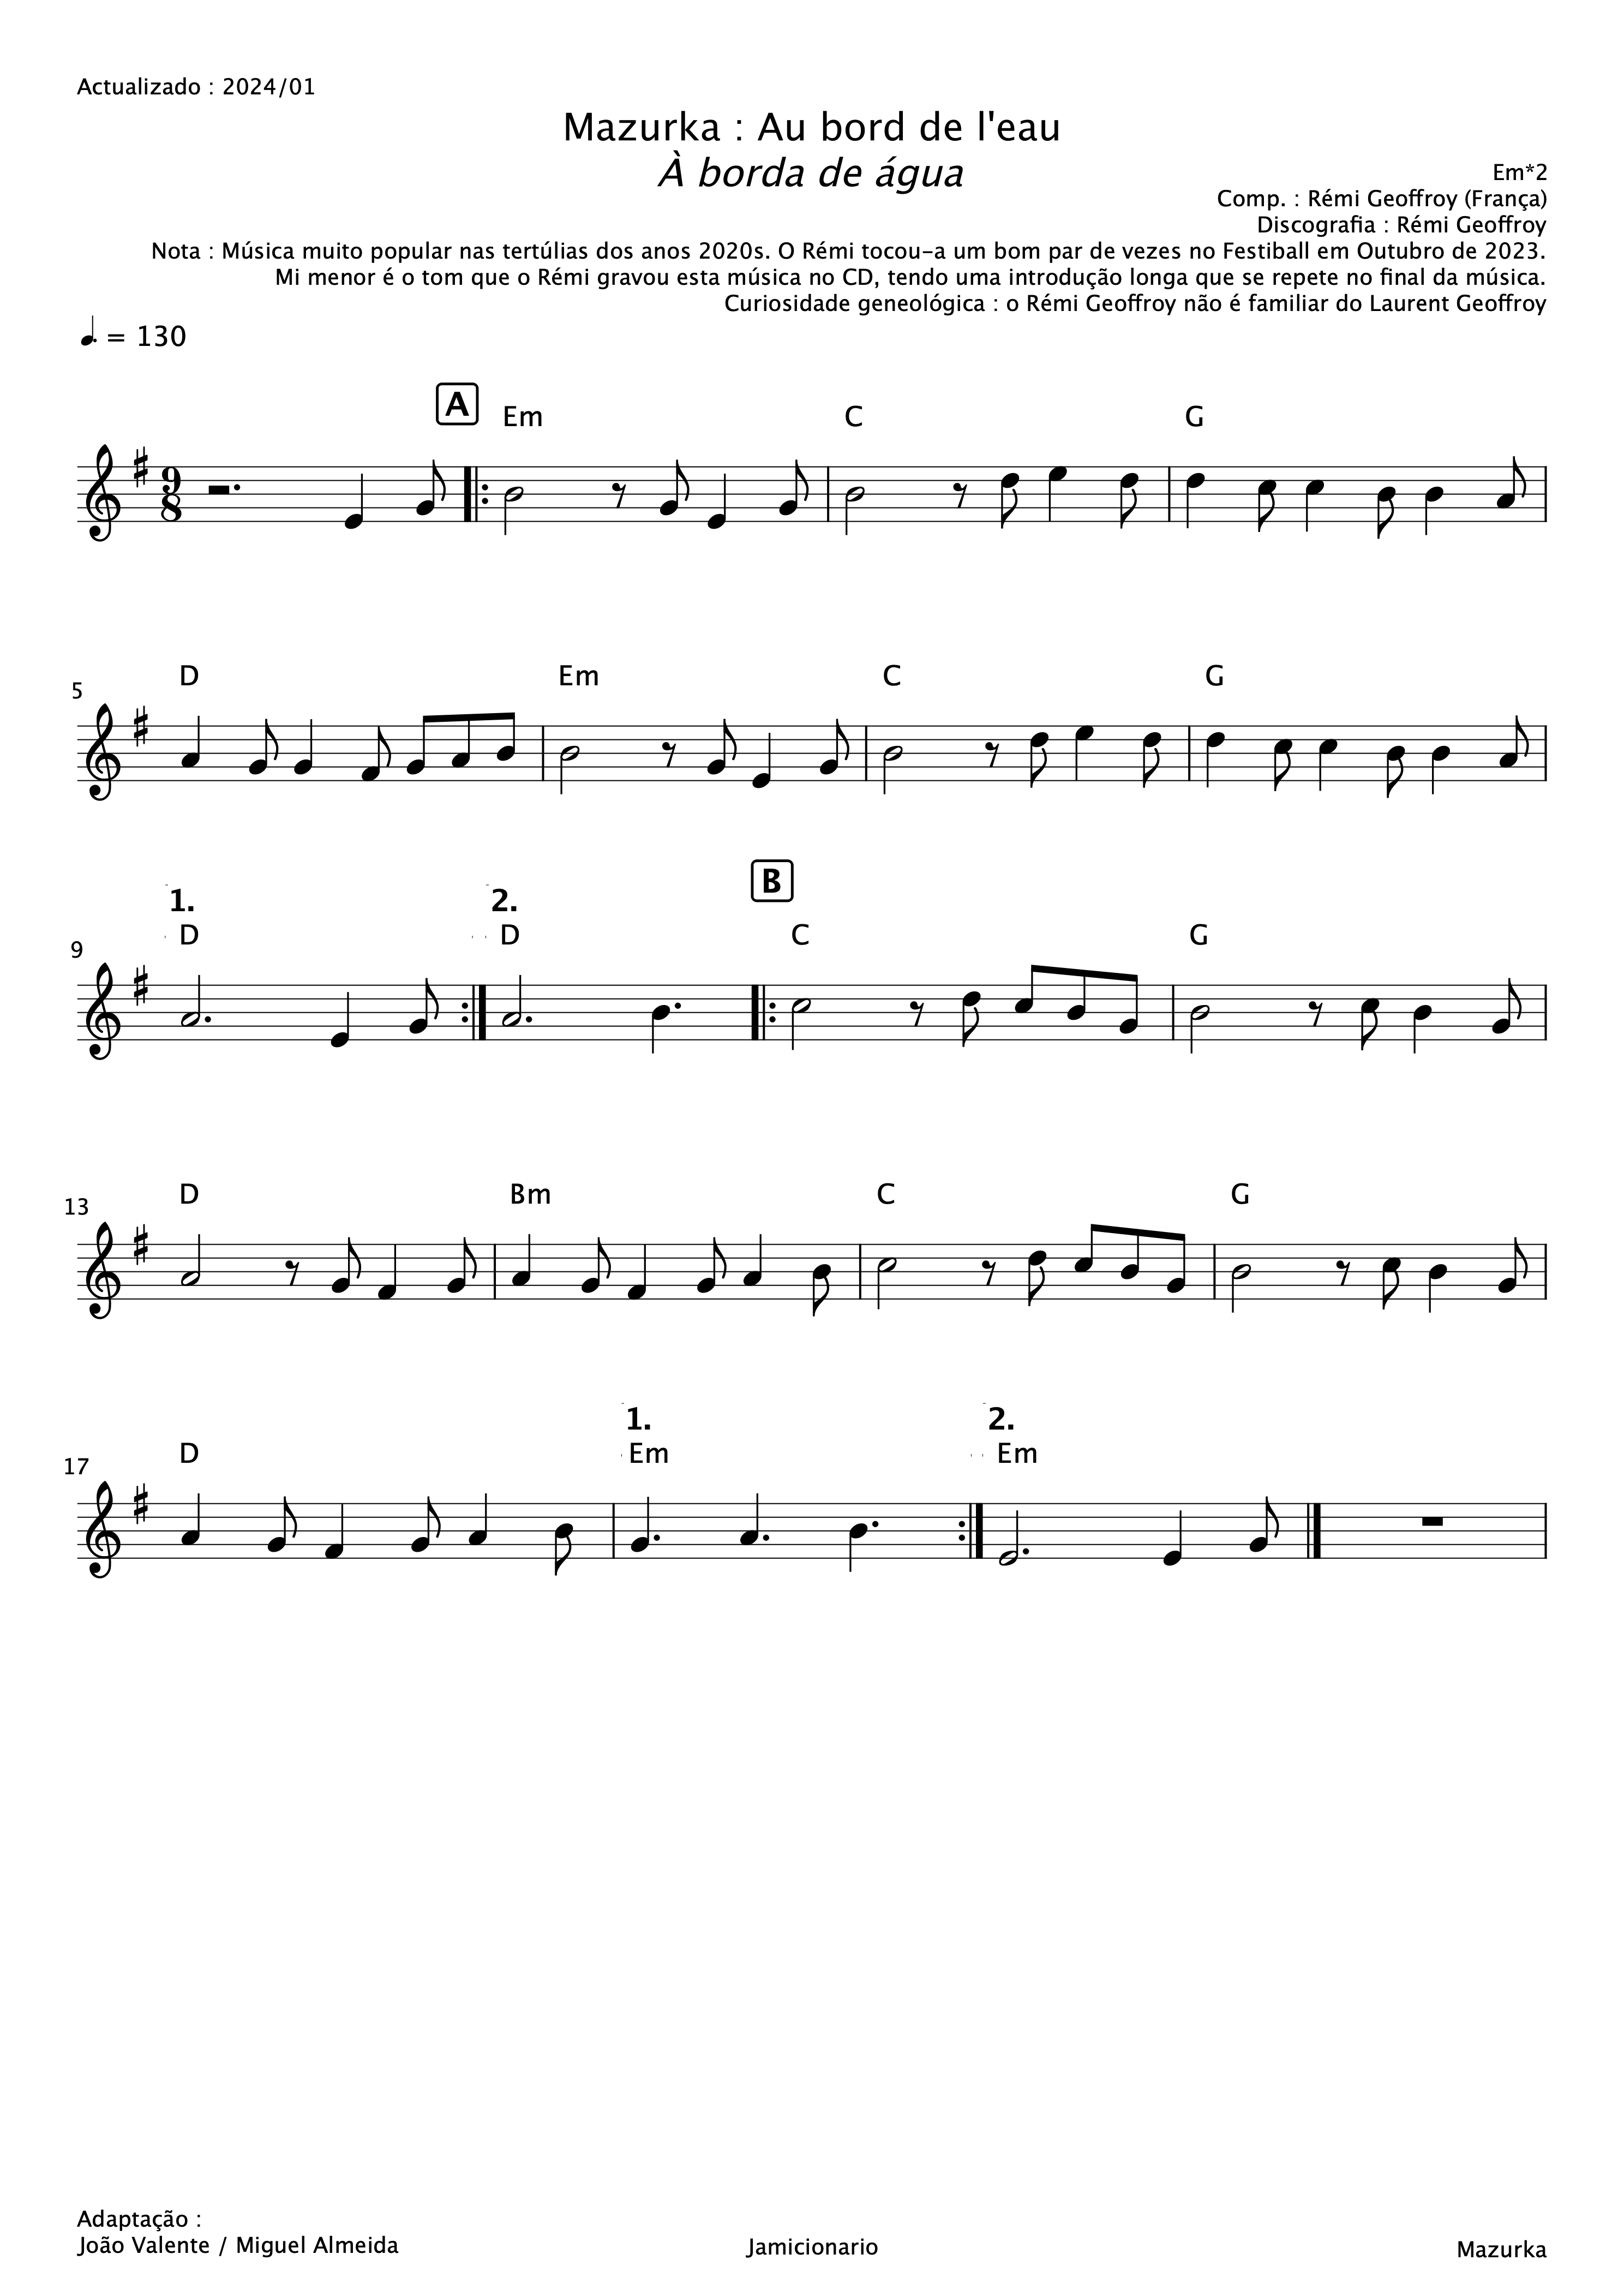 Actualizado : 2024/01
Mazurka : Au bord de l'eau
À borda de água
Em*2
Comp. : Rémi Geoffroy (França)
Discografia : Rémi Geoffroy
Nota : Música muito popular nas tertúlias dos anos 2020s. O Rémi tocou-a um bom par de vezes no Festiball em Outubro de 2023.
Mi menor é o tom que o Rémi gravou esta música no CD, tendo uma introdução longa que se repete no final da música.
Curiosidade geneológica : o Rémi Geoffroy não é familiar do Laurent Geoffroy
= 130
A
Em C G
9
8
5
D Em C G
1. 2. B
9
D D C G
13
D Bm C G
1. 2.
17
D Em Em
Adaptação :
João Valente / Miguel Almeida
Jamicionario
Mazurka